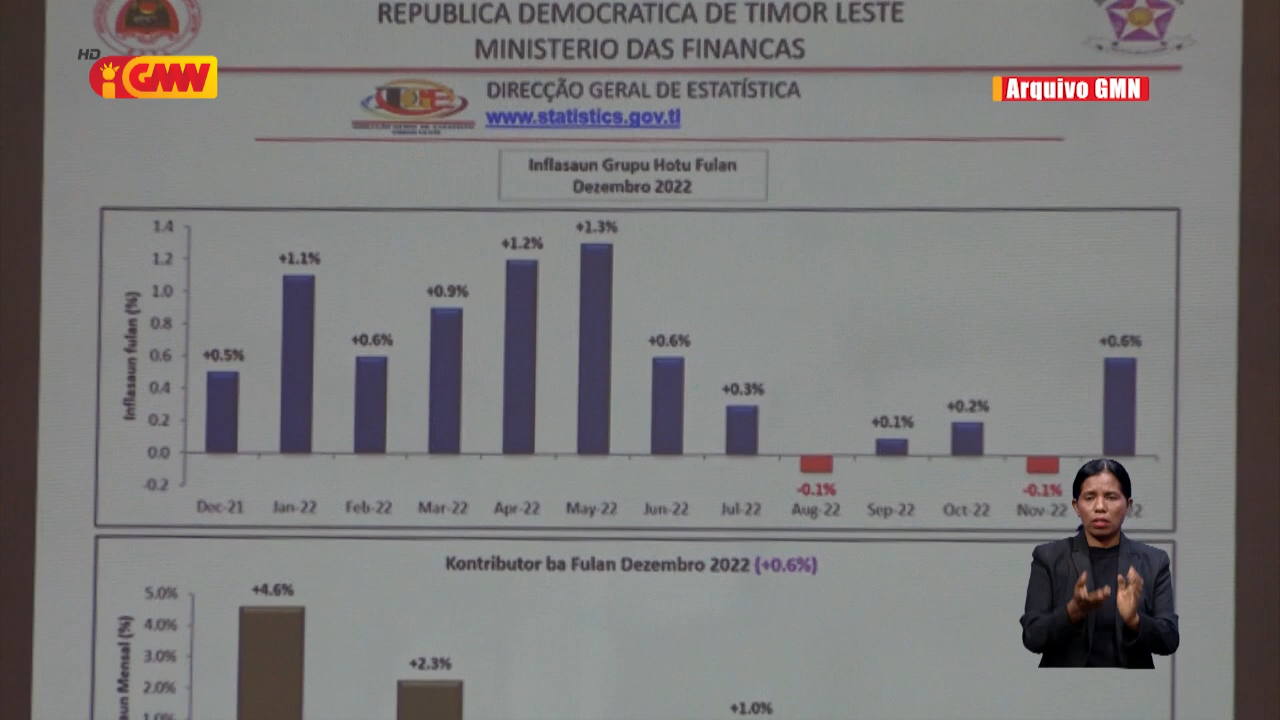 REPUBLICA DEMOCRATICA DE TIMOR LESTE
MINISTERIO DAS FINANCAS
HD
GMN
Arquivo GMN
DIRECÇÃO GERAL DE ESTATÍSTICA
www.statistics.gov.tl
Inflasaun Grupu Hotu Fulan
Dezembro 2022
Inflasaun fulan (%)
1.4
1.2
1.0
0.8
0.6
0.4
0.2
0.0
-0.2
+0.5%
+1.1%
+0.6%
+0.9%
+1.2%
+1.3%
+0.6%
+0.3%
-0.1%
+0.1%
+0.2%
-0.1%
+0.6%
Dec-21 Jan-22 Feb-22 Mar-22 Apr-22 May-22 Jun-22 Jul-22 Aug-22 Sep-22 Oct-22 Nov-22
Kontributor ba Fulan Dezembro 2022 (+0.6%)
Mensal (%)
5.0%
4.0%
3.0%
2.0%
1.0%
+4.6%
+2.3%
+1.0%